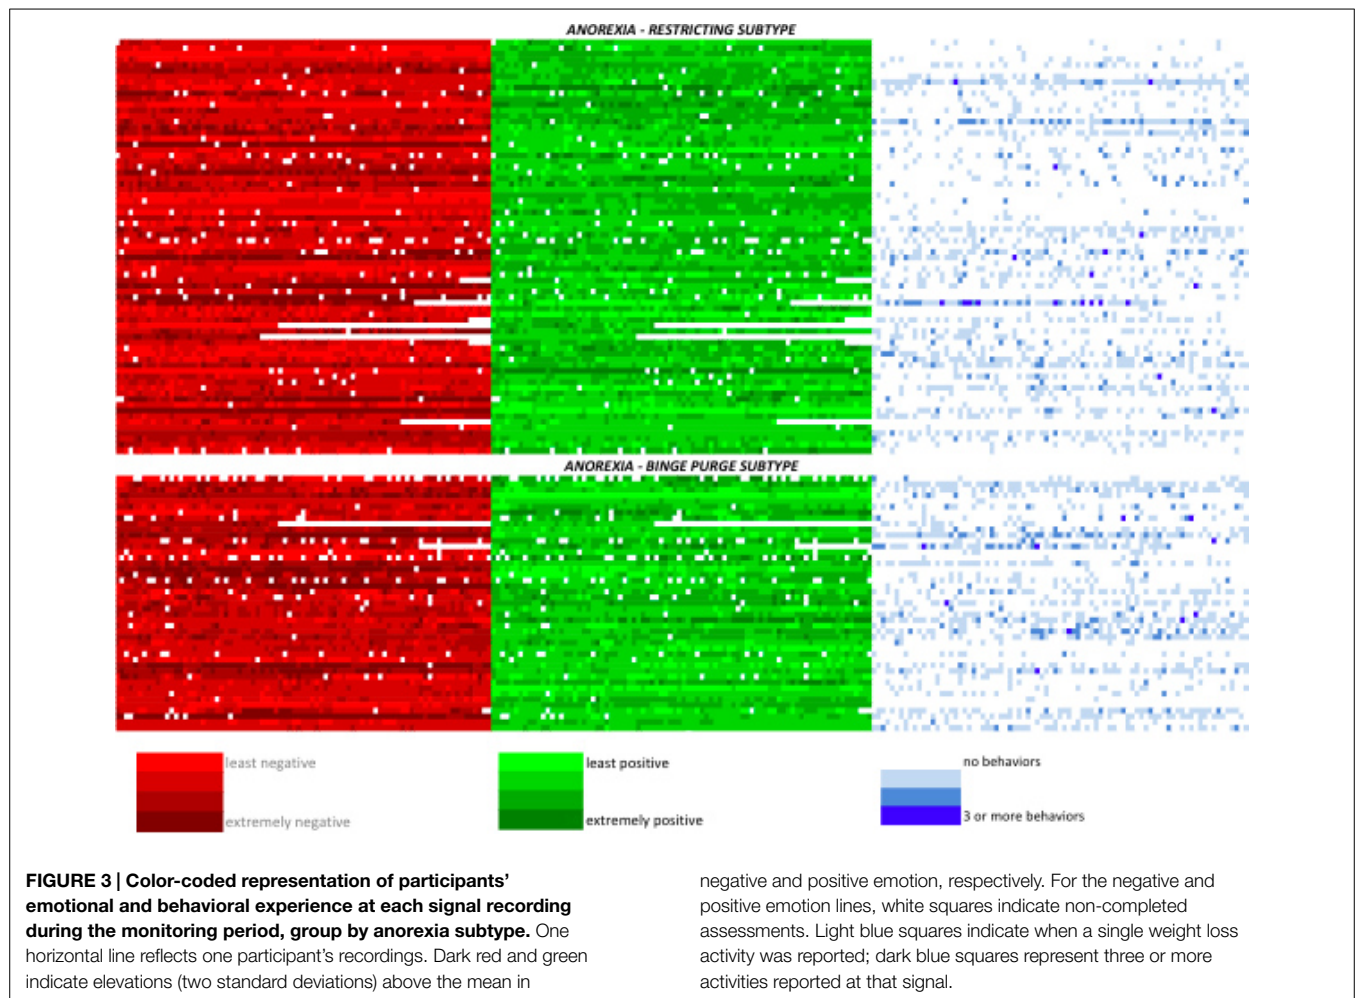 ANOREXIA - RESTRICTING SUBTYPE
ANOREXIA - BINGE PURGE SUBTYPE
least negative
extremely negative
least positive
extremely positive
no behaviors
3 or more behaviors
FIGURE 3 | Color-coded representation of participants'
emotional and behavioral experience at each signal recording
during the monitoring period, group by anorexia subtype. One
horizontal line reflects one participant's recordings. Dark red and green
indicate elevations (two standard deviations) above the mean in
negative and positive emotion, respectively. For the negative and
positive emotion lines, white squares indicate non-completed
assessments. Light blue squares indicate when a single weight loss
activity was reported; dark blue squares represent three or more
activities reported at that signal.